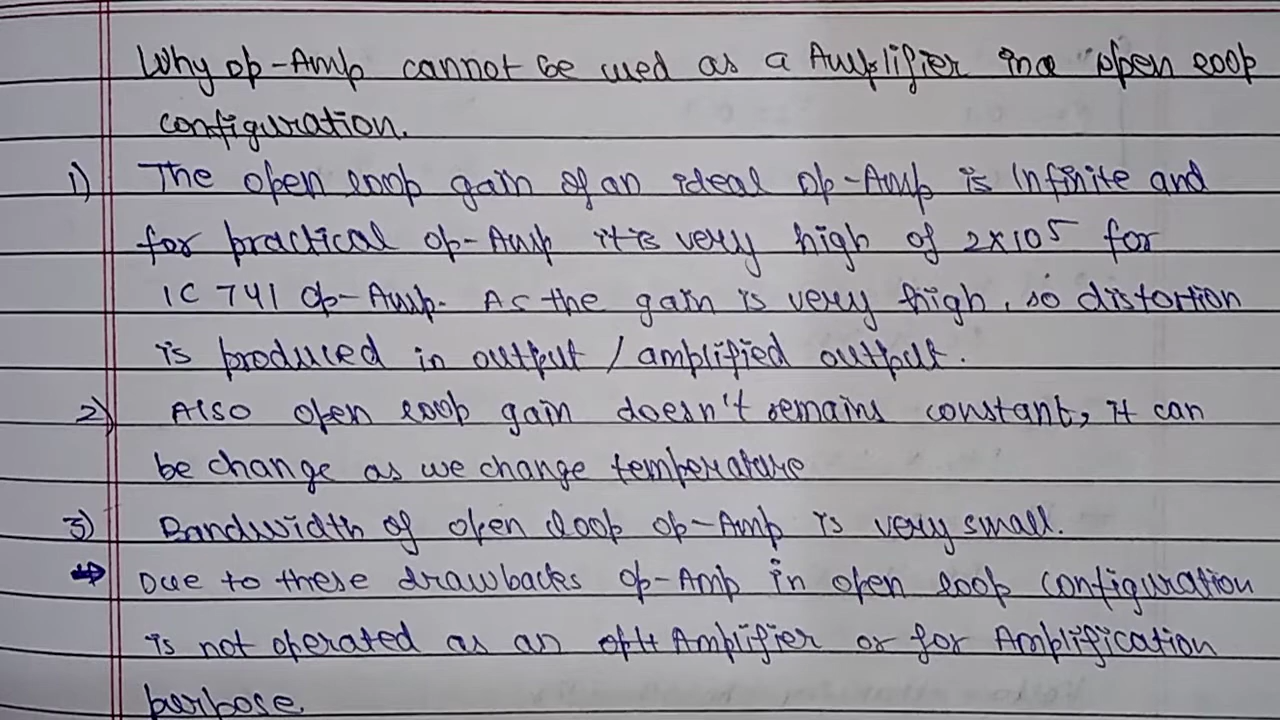 Why op-Amp cannot be used as a Amplifier in a open loop
configuration.
1) The open loop gain of an ideal op-Amp is Infinite and
for practical op-Amp it is very high of 2x10⁵ for
IC 741 op-Amp. As the gain is very high, so distortion
is produced in output / amplified output.
2) Also open loop gain doesn't remains constant, it can
be change as we change temperature
3) Bandwidth of open loop op-Amp is very small.
⇒ Due to these drawbacks op-Amp in open loop configuration
is not operated as an Amplifier or for Amplification
purpose.